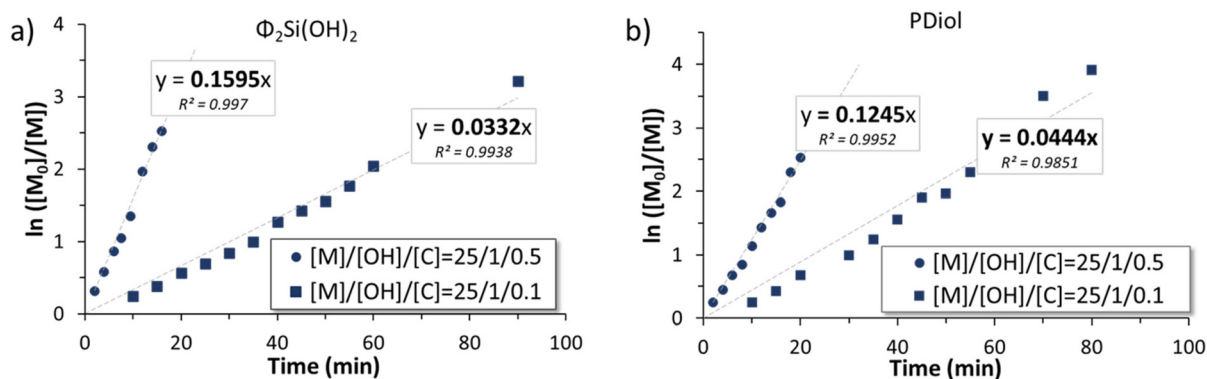 a)
Φ₂Si(OH)₂
ln ([M₀]/[M])
4
3
2
1
0
y = 0.1595x
R² = 0.997
y = 0.0332x
R² = 0.9938
[M]/[OH]/[C]=25/1/0.5
[M]/[OH]/[C]=25/1/0.1
0 20 40 60 80 100
Time (min)
b)
PDiol
ln ([M₀]/[M])
4
3
2
1
0
y = 0.1245x
R² = 0.9952
y = 0.0444x
R² = 0.9851
[M]/[OH]/[C]=25/1/0.5
[M]/[OH]/[C]=25/1/0.1
0 20 40 60 80 100
Time (min)